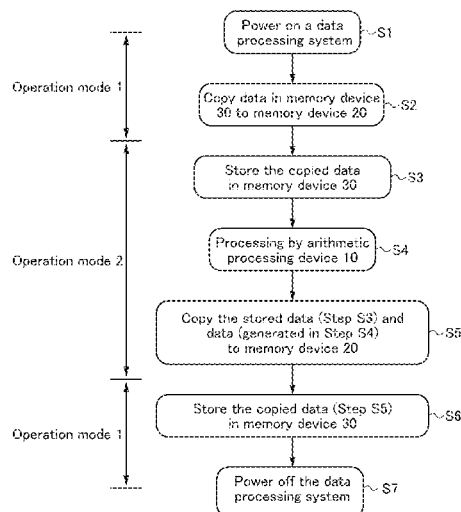 Power on a data
processing system
S1
Operation mode 1
Copy data in memory device
30 to memory device 20
S2
Store the copied data
in memory device 30
S3
Processing by arithmetic
processing device 10
S4
Operation mode 2
Copy the stored data (Step S3) and
data (generated in Step S4)
to memory device 20
S5
Store the copied data (Step S5)
in memory device 30
S6
Operation mode 1
Power off the data
processing system
S7